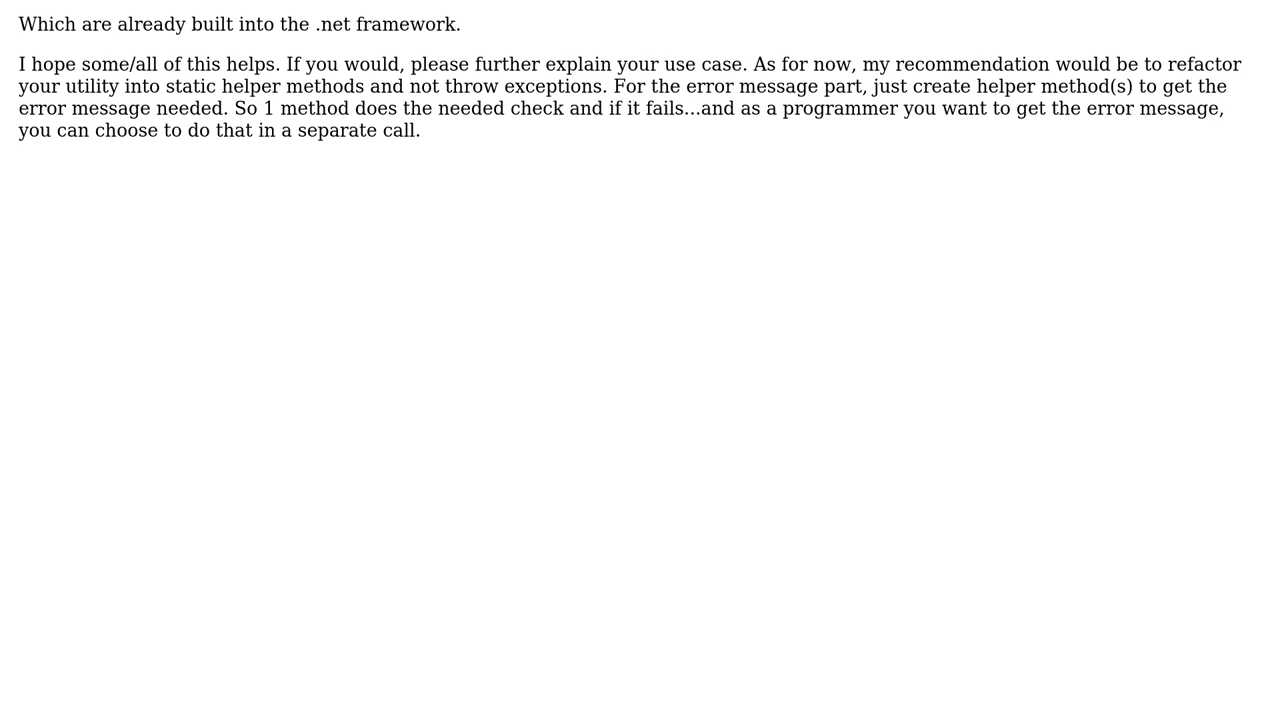 Which are already built into the .net framework.
I hope some/all of this helps. If you would, please further explain your use case. As for now, my recommendation would be to refactor
your utility into static helper methods and not throw exceptions. For the error message part, just create helper method(s) to get the
error message needed. So 1 method does the needed check and if it fails...and as a programmer you want to get the error message,
you can choose to do that in a separate call.